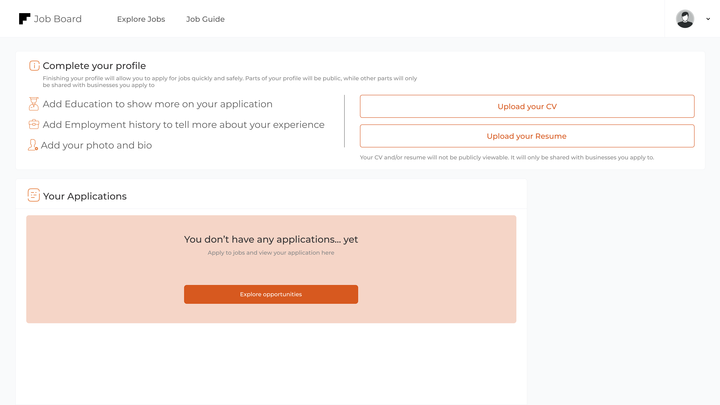 Job Board
Explore Jobs
Job Guide
Complete your profile
Finishing your profile will allow you to apply for jobs quickly and safely. Parts of your profile will be public, while other parts will only
be shared with businesses you apply to
Add Education to show more on your application
Add Employment history to tell more about your experience
Add your photo and bio
Upload your CV
Upload your Resume
Your CV and/or resume will not be publicly viewable. It will only be shared with businesses you apply to.
Your Applications
You don't have any applications... yet
Apply to jobs and view your application here
Explore opportunities